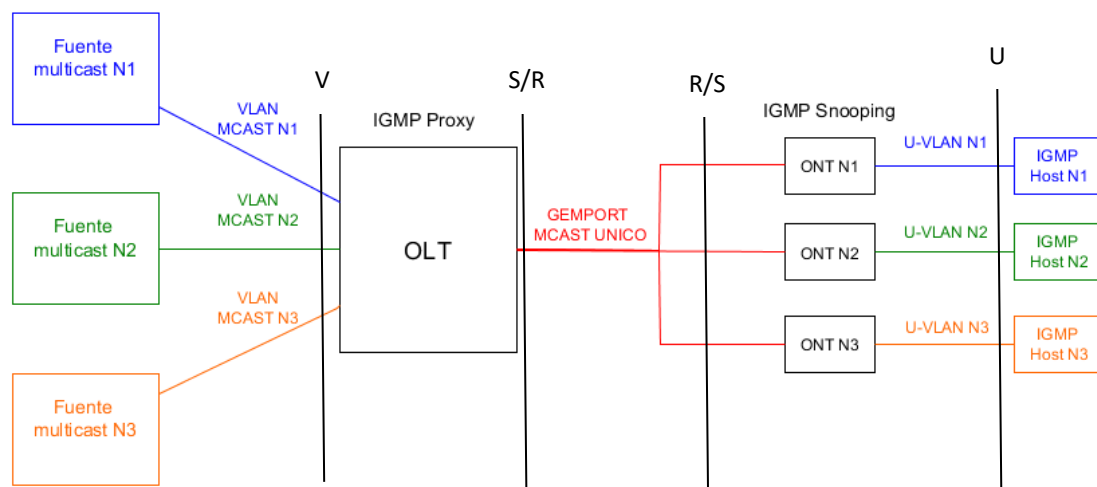 Fuente
multicast N1
VLAN
MCAST N1
V
IGMP Proxy
S/R
R/S
IGMP Snooping
U
U-VLAN N1
IGMP
Host N1
ONT N1
Fuente
multicast N2
VLAN
MCAST N2
OLT
GEMPORT
MCAST UNICO
ONT N2
U-VLAN N2
IGMP
Host N2
Fuente
multicast N3
VLAN
MCAST N3
ONT N3
U-VLAN N3
IGMP
Host N3